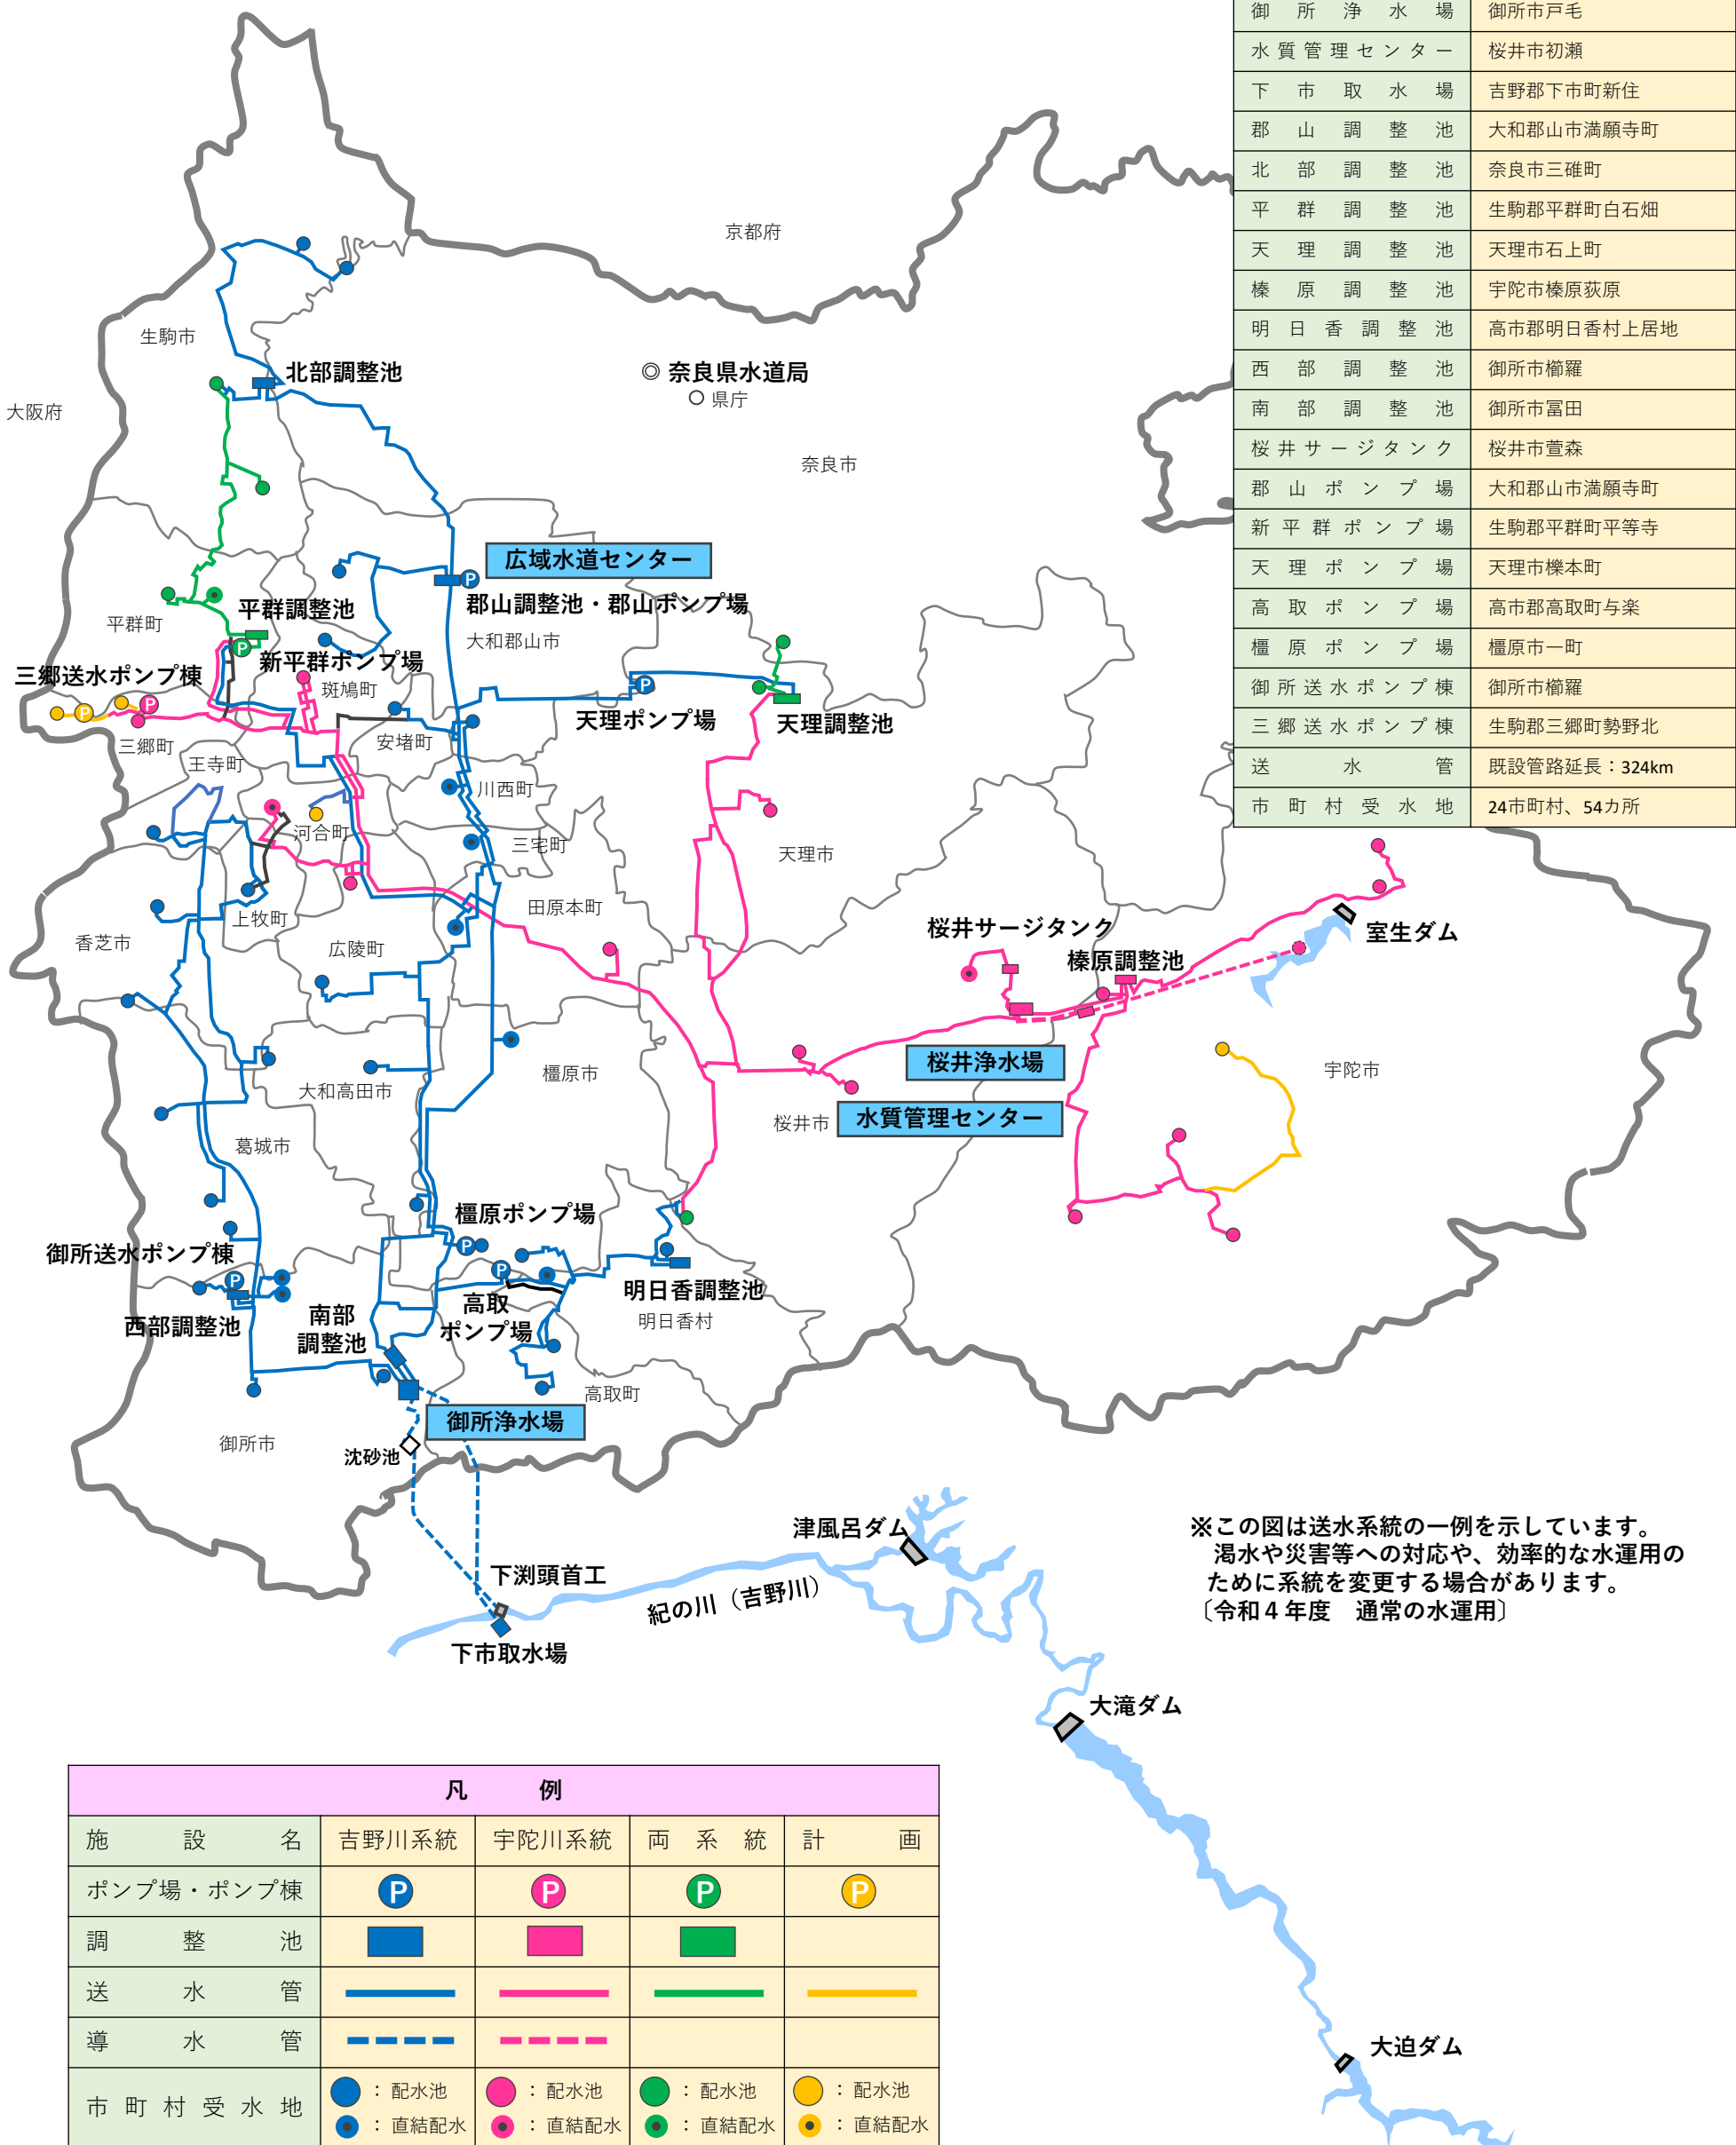 御所浄水場 御所市戸毛
水質管理センター 桜井市初瀬
下市取水場 吉野郡下市町新住
郡山調整池 大和郡山市満願寺町
北部調整池 奈良市三碓町
平群調整池 生駒郡平群町白石畑
天理調整池 天理市石上町
榛原調整池 宇陀市榛原荻原
明日香調整池 高市郡明日香村上居地
西部調整池 御所市櫛羅
南部調整池 御所市冨田
桜井サージタンク 桜井市萱森
郡山ポンプ場 大和郡山市満願寺町
新平群ポンプ場 生駒郡平群町平等寺
天理ポンプ場 天理市櫟本町
高取ポンプ場 高市郡高取町与楽
橿原ポンプ場 橿原市一町
御所送水ポンプ棟 御所市櫛羅
三郷送水ポンプ棟 生駒郡三郷町勢野北
送水管 既設管路延長：324km
市町村受水地 24市町村、54カ所
京都府
生駒市
北部調整池
◎ 奈良県水道局
○ 県庁
大阪府
奈良市
広域水道センター
P
平群調整池
郡山調整池・郡山ポンプ場
平群町
大和郡山市
P
新平群ポンプ場
三郷送水ポンプ棟
斑鳩町
P
P
P
天理ポンプ場
天理調整池
三郷町
安堵町
王寺町
川西町
河合町
三宅町
天理市
田原本町
上牧町
桜井サージタンク
室生ダム
香芝市
広陵町
榛原調整池
桜井浄水場
宇陀市
橿原市
大和高田市
水質管理センター
桜井市
葛城市
橿原ポンプ場
P
御所送水ポンプ棟
P
P
明日香調整池
高取
ポンプ場
南部
調整池
西部調整池
明日香村
高取町
御所浄水場
御所市
沈砂池
津風呂ダム
※この図は送水系統の一例を示しています。
渇水や災害等への対応や、効率的な水運用の
ために系統を変更する場合があります。
〔令和４年度　通常の水運用〕
下渕頭首工
紀の川（吉野川）
下市取水場
大滝ダム
凡例
施設名 吉野川系統 宇陀川系統 両系統 計画
ポンプ場・ポンプ棟 P P P P
調整池
送水管
導水管
大迫ダム
市町村受水地
：配水池 ：配水池 ：配水池 ：配水池
：直結配水 ：直結配水 ：直結配水 ：直結配水